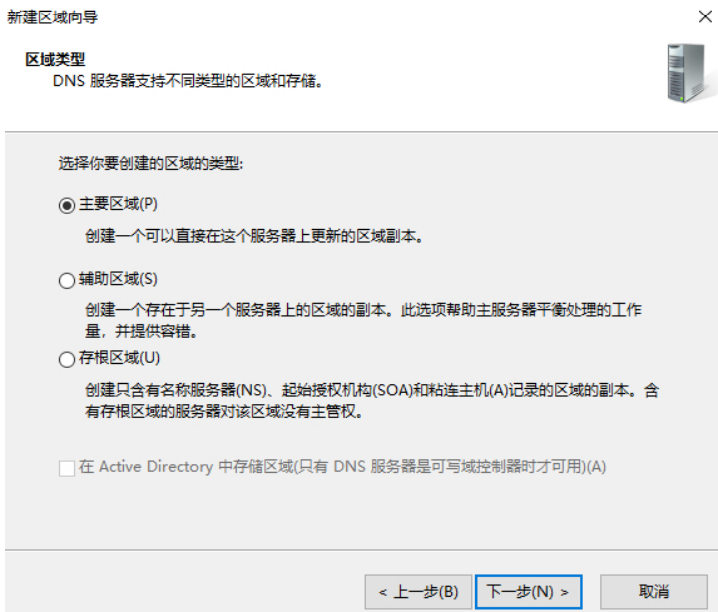 新建区域向导
区域类型
DNS 服务器支持不同类型的区域和存储。
选择你要创建的区域的类型:
主要区域(P)
创建一个可以直接在这个服务器上更新的区域副本。
辅助区域(S)
创建一个存在于另一个服务器上的区域的副本。此选项帮助主服务器平衡处理的工作
量，并提供容错。
存根区域(U)
创建只含有名称服务器(NS)、起始授权机构(SOA)和粘连主机(A)记录的区域的副本。含
有存根区域的服务器对该区域没有主管权。
在 Active Directory 中存储区域(只有 DNS 服务器是可写域控制器时才可用)(A)
< 上一步(B) 下一步(N) > 取消